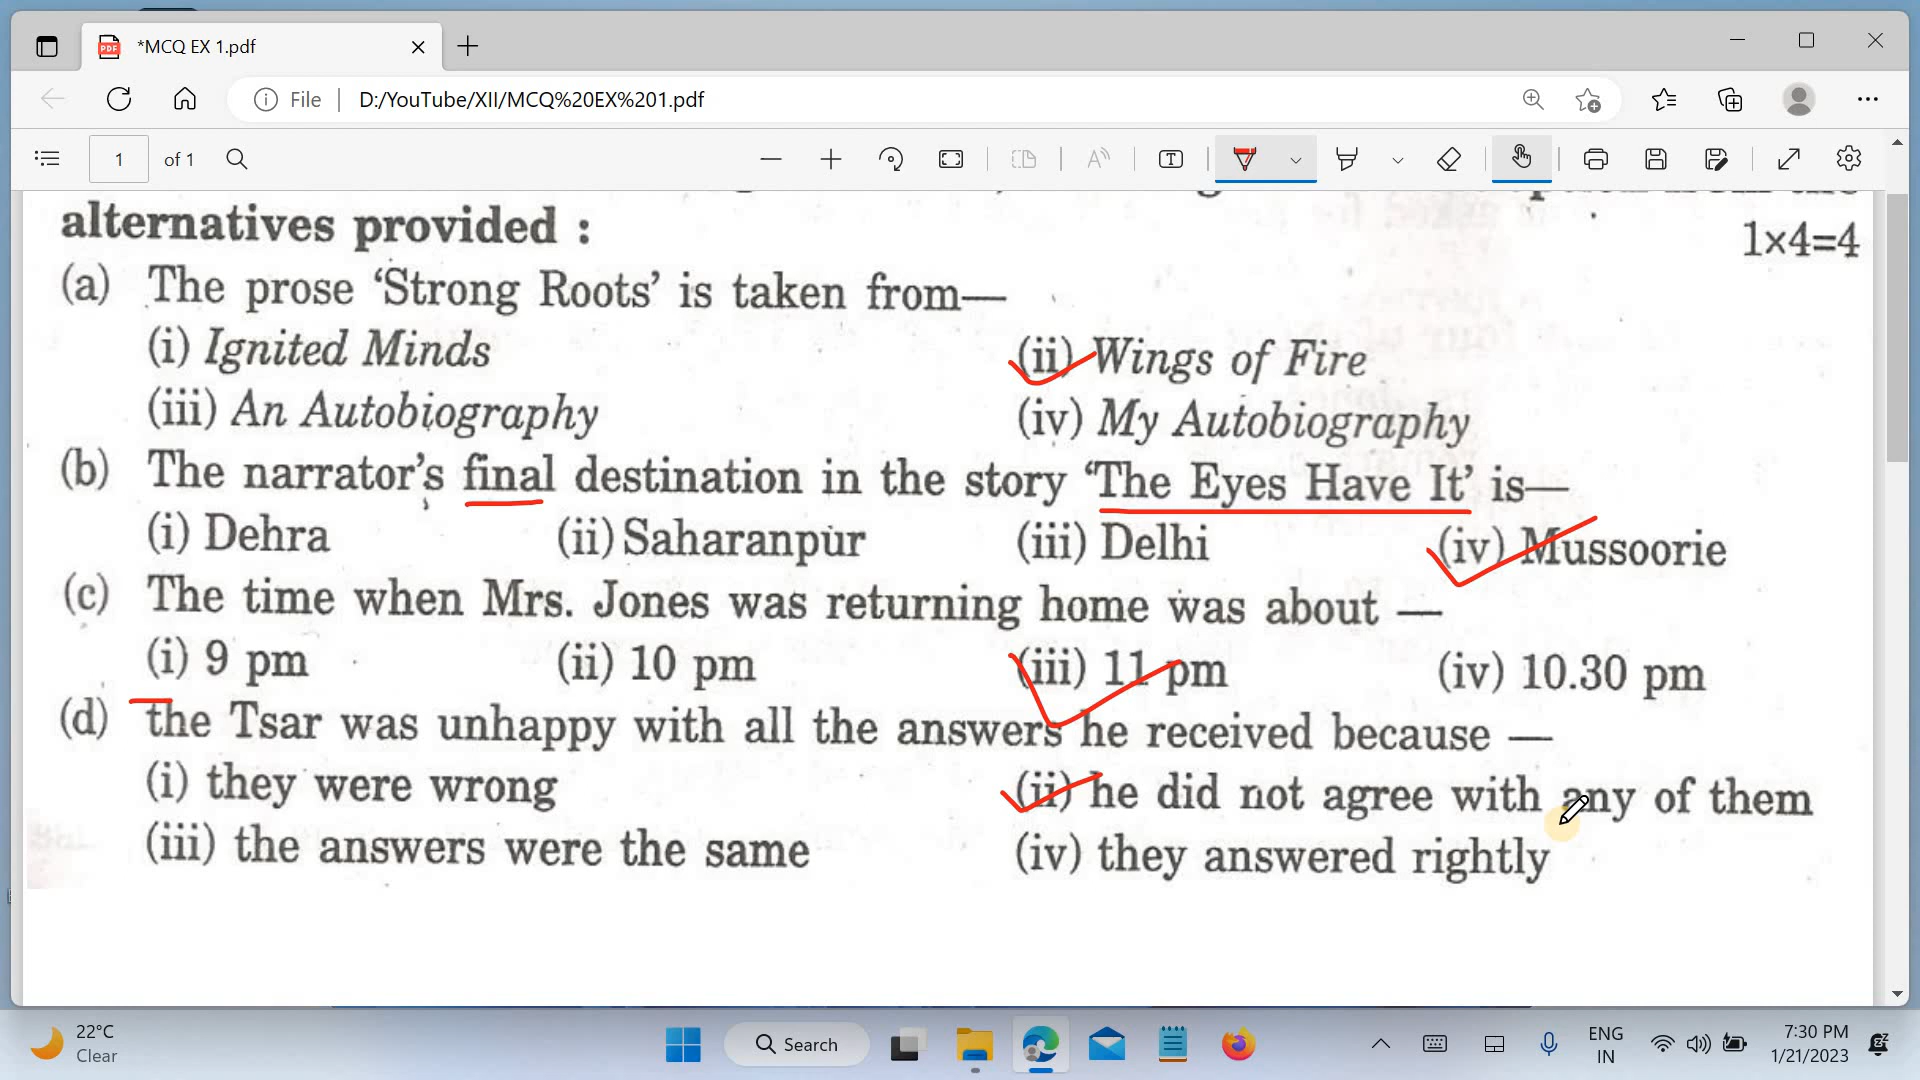 *MCQ EX 1.pdf
File D:/YouTube/XII/MCQ%20EX%201.pdf
1 of 1
alternatives provided :
1×4=4
(a) The prose ‘Strong Roots’ is taken from—
(i) Ignited Minds (ii) Wings of Fire
(iii) An Autobiography (iv) My Autobiography
(b) The narrator’s final destination in the story ‘The Eyes Have It’ is—
(i) Dehra (ii) Saharanpur (iii) Delhi (iv) Mussoorie
(c) The time when Mrs. Jones was returning home was about —
(i) 9 pm (ii) 10 pm (iii) 11 pm (iv) 10.30 pm
(d) the Tsar was unhappy with all the answers he received because —
(i) they were wrong (ii) he did not agree with any of them
(iii) the answers were the same (iv) they answered rightly
22°C
Clear
Search
ENG
IN
7:30 PM
1/21/2023